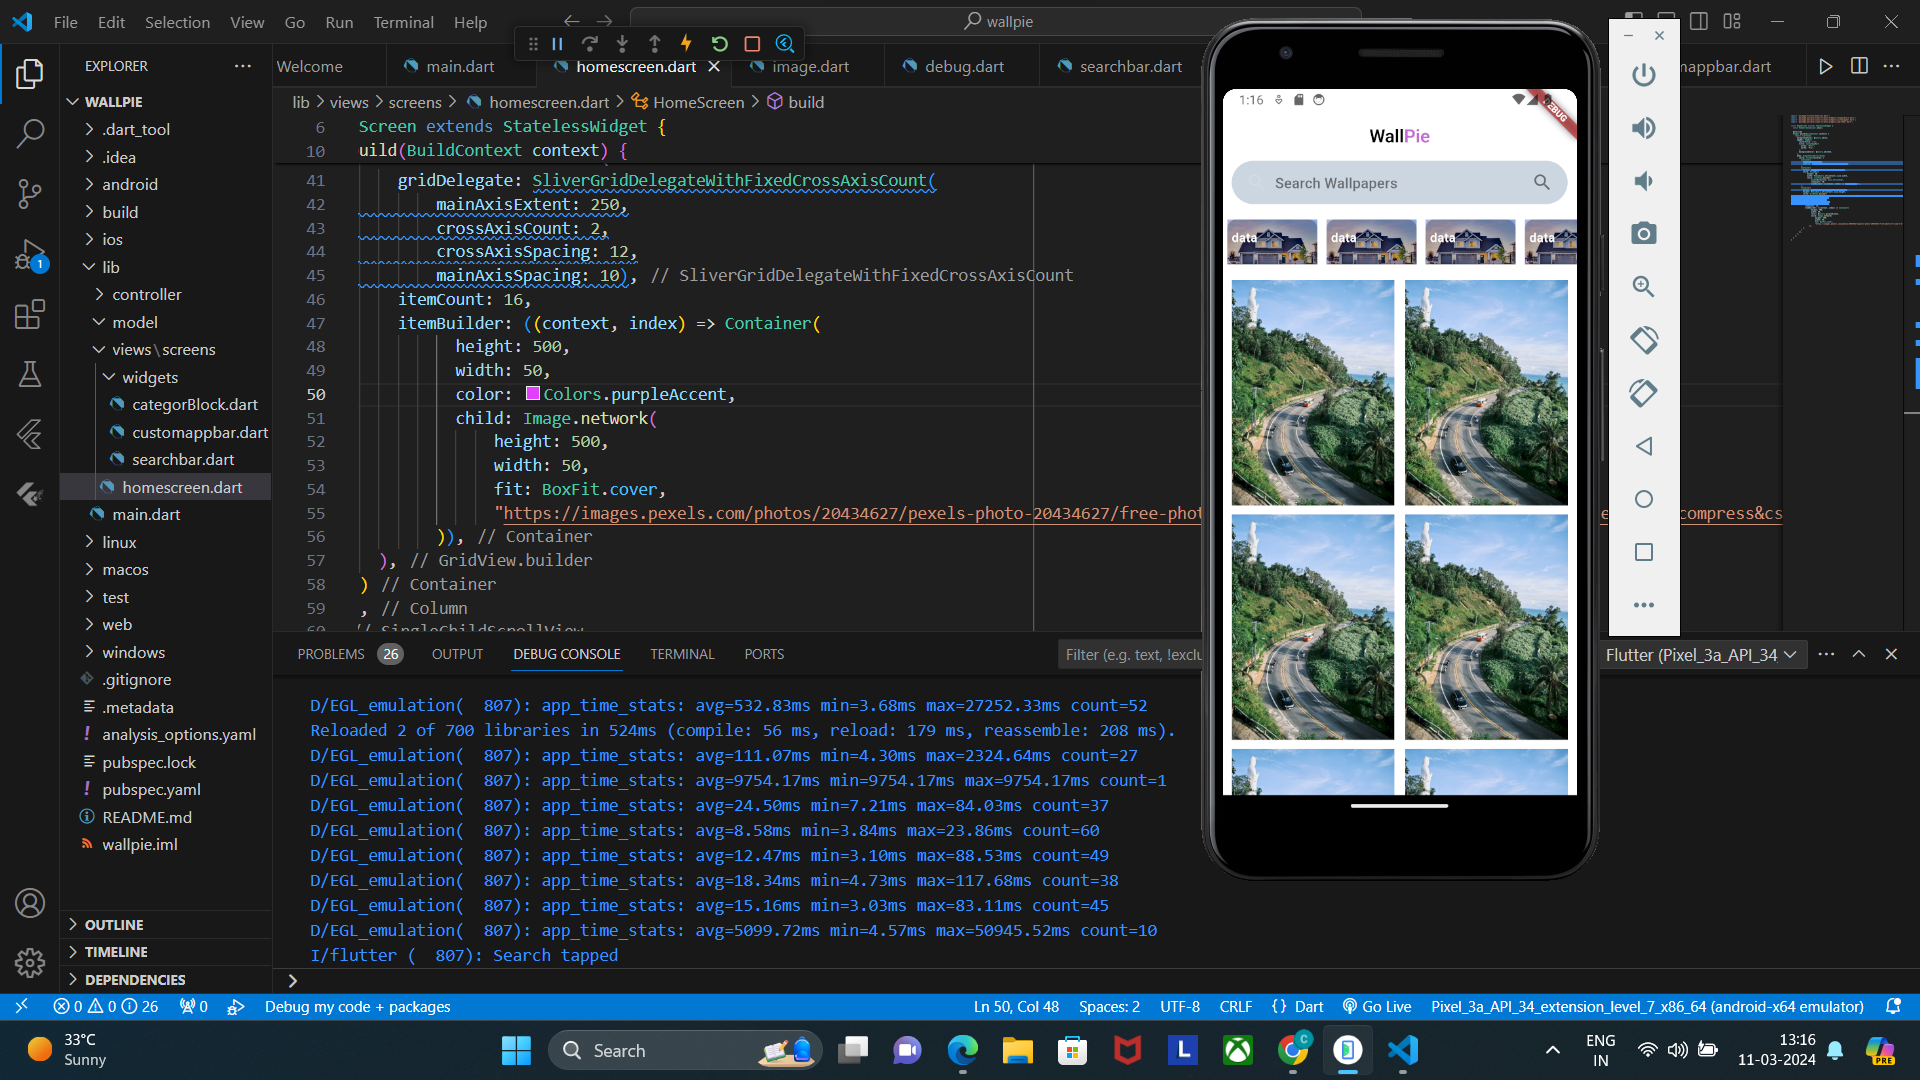 File Edit Selection View Go Run Terminal Help
wallpie
EXPLORER
Welcome
main.dart
homescreen.dart
image.dart
debug.dart
searchbar.dart
mappbar.dart
WALLPIE
.dart_tool
.idea
android
build
ios
lib
controller
model
views\screens
widgets
categorBlock.dart
customappbar.dart
searchbar.dart
homescreen.dart
main.dart
linux
macos
test
web
windows
.gitignore
.metadata
analysis_options.yaml
pubspec.lock
pubspec.yaml
README.md
wallpie.iml
OUTLINE
TIMELINE
DEPENDENCIES
lib > views > screens > homescreen.dart > HomeScreen > build
6 Screen extends StatelessWidget {
10 uild(BuildContext context) {
41 gridDelegate: SliverGridDelegateWithFixedCrossAxisCount(
42 mainAxisExtent: 250,
43 crossAxisCount: 2,
44 crossAxisSpacing: 12,
45 mainAxisSpacing: 10), // SliverGridDelegateWithFixedCrossAxisCount
46 itemCount: 16,
47 itemBuilder: ((context, index) => Container(
48 height: 500,
49 width: 50,
50 color: Colors.purpleAccent,
51 child: Image.network(
52 height: 500,
53 width: 50,
54 fit: BoxFit.cover,
55 "https://images.pexels.com/photos/20434627/pexels-photo-20434627/free-phot
compress&cs
56 )), // Container
57 ), // GridView.builder
58 ) // Container
59 , // Column
60 // SingleChildScrollView
PROBLEMS 26 OUTPUT DEBUG CONSOLE TERMINAL PORTS
Filter (e.g. text, !exclu
Flutter (Pixel_3a_API_34
D/EGL_emulation(  807): app_time_stats: avg=532.83ms min=3.68ms max=27252.33ms count=52
Reloaded 2 of 700 libraries in 524ms (compile: 56 ms, reload: 179 ms, reassemble: 208 ms).
D/EGL_emulation(  807): app_time_stats: avg=111.07ms min=4.30ms max=2324.64ms count=27
D/EGL_emulation(  807): app_time_stats: avg=9754.17ms min=9754.17ms max=9754.17ms count=1
D/EGL_emulation(  807): app_time_stats: avg=24.50ms min=7.21ms max=84.03ms count=37
D/EGL_emulation(  807): app_time_stats: avg=8.58ms min=3.84ms max=23.86ms count=60
D/EGL_emulation(  807): app_time_stats: avg=12.47ms min=3.10ms max=88.53ms count=49
D/EGL_emulation(  807): app_time_stats: avg=18.34ms min=4.73ms max=117.68ms count=38
D/EGL_emulation(  807): app_time_stats: avg=15.16ms min=3.03ms max=83.11ms count=45
D/EGL_emulation(  807): app_time_stats: avg=5099.72ms min=4.57ms max=50945.52ms count=10
I/flutter (  807): Search tapped
1:16
DEBUG
WallPie
Search Wallpapers
data data data data
1
0 0 26 0 Debug my code + packages
Ln 50, Col 48 Spaces: 2 UTF-8 CRLF {} Dart Go Live Pixel_3a_API_34_extension_level_7_x86_64 (android-x64 emulator)
33°C
Sunny
Search
L
C
ENG
IN
13:16
11-03-2024
PRE